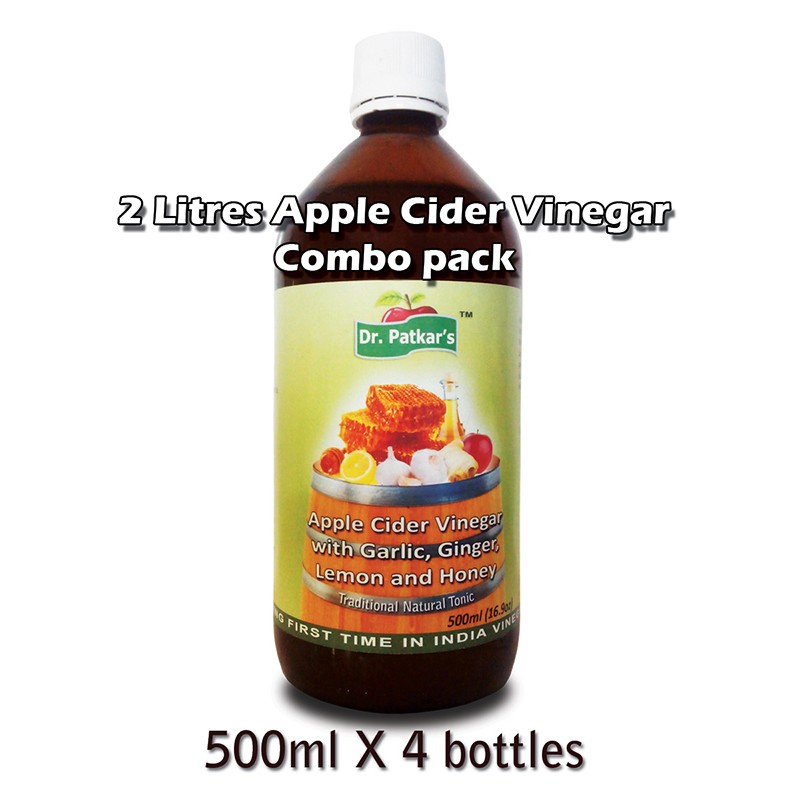 2 Litres Apple Cider Vinegar
Combo pack
TM
Dr. Patkar's
Apple Cider Vinegar
with Garlic, Ginger,
Lemon and Honey
Traditional Natural Tonic
500ml (16.9oz)
FIRST TIME IN INDIA
500ml X 4 bottles